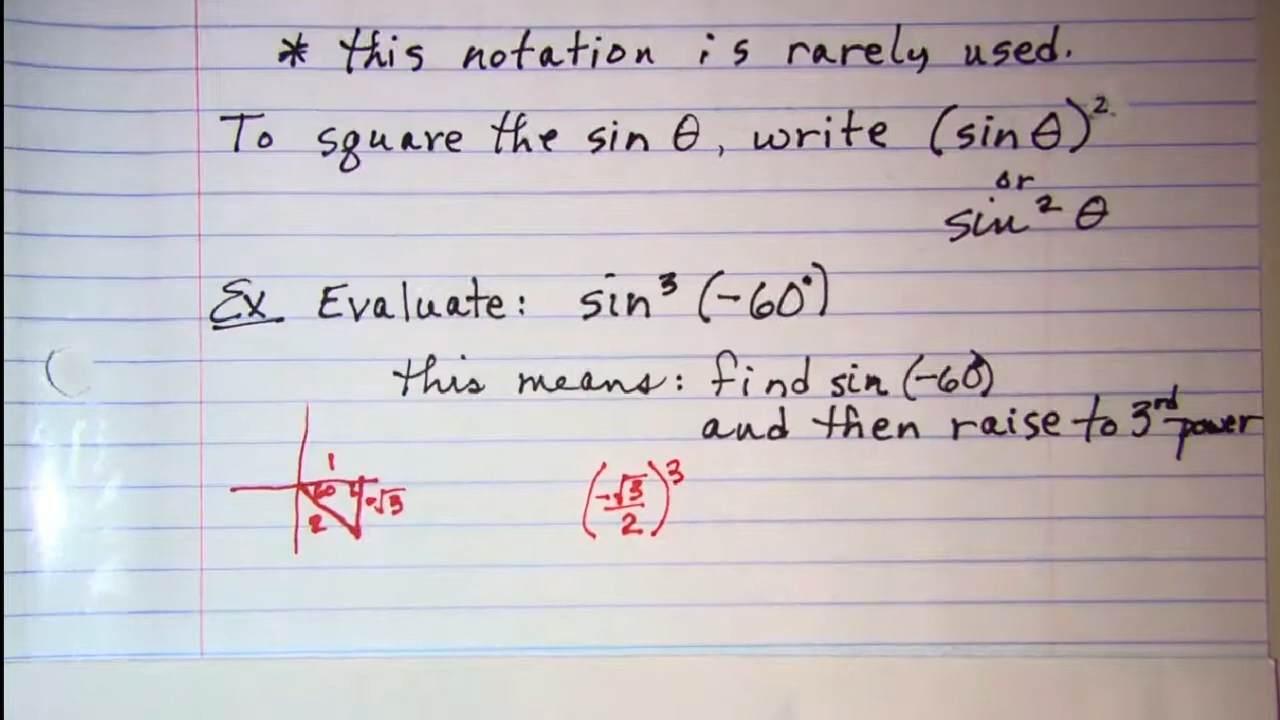 * this notation is rarely used.
To square the sin θ, write (sin θ)².
or
sin² θ
Ex Evaluate: sin³ (-60°)
this means: find sin (-60°)
and then raise to 3rd power
1
60
-√3
2
(-√3/2)³